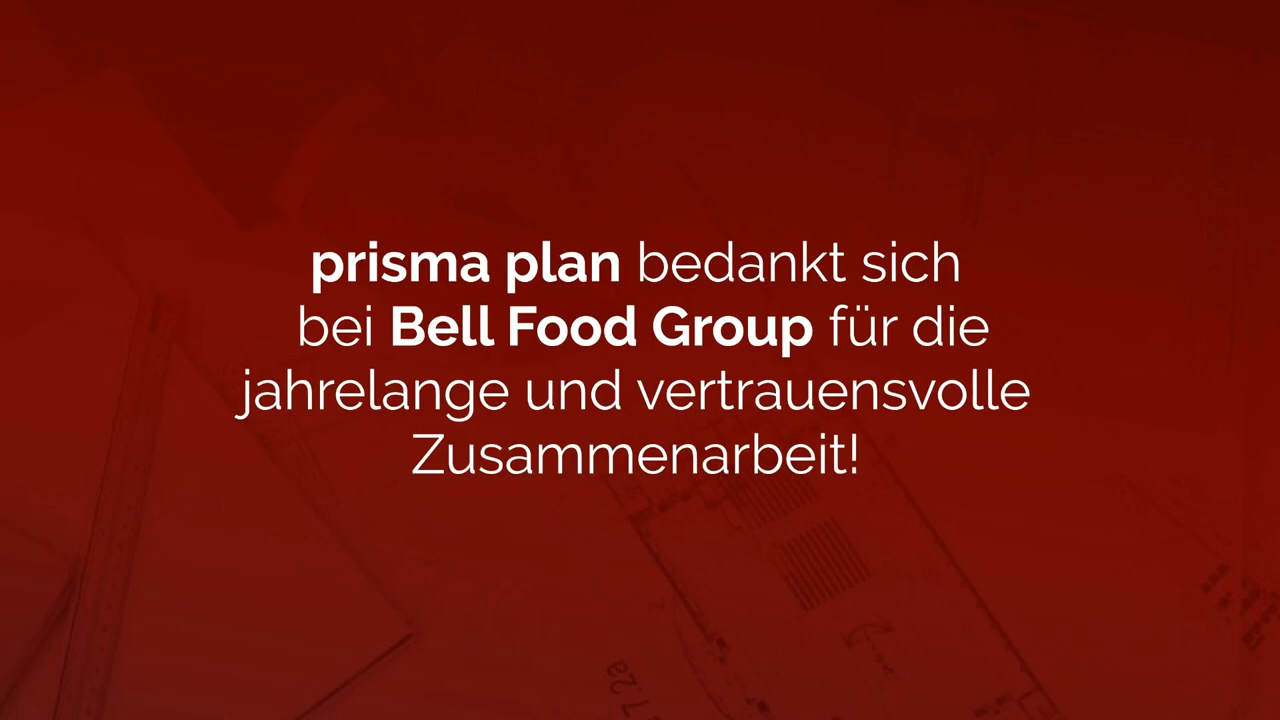 prisma plan bedankt sich
bei Bell Food Group für die
jahrelange und vertrauensvolle
Zusammenarbeit!